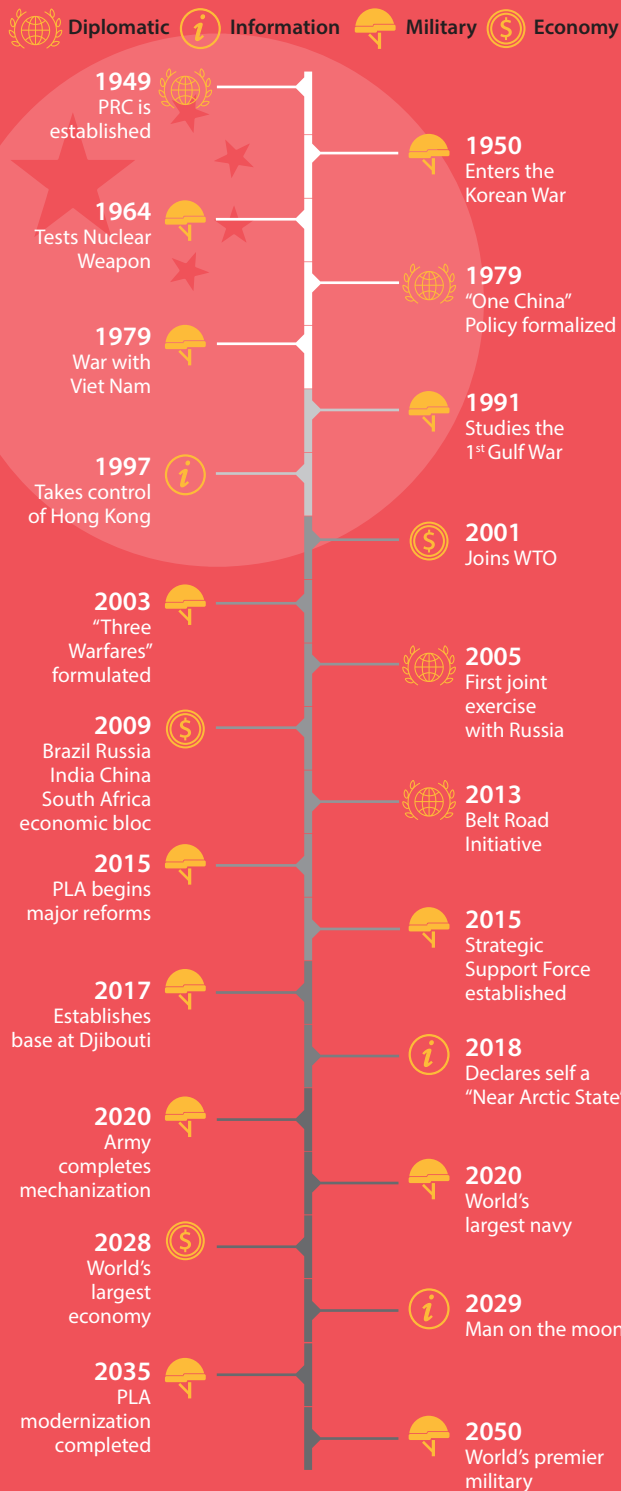 Diplomatic Information Military Economy
1949
PRC is
established
1950
Enters the
Korean War
1964
Tests Nuclear
Weapon
1979
“One China”
Policy formalized
1979
War with
Viet Nam
1991
Studies the
1st Gulf War
1997
Takes control
of Hong Kong
2001
Joins WTO
2003
“Three
Warfares”
formulated
2005
First joint
exercise
with Russia
2009
Brazil Russia
India China
South Africa
economic bloc
2013
Belt Road
Initiative
2015
PLA begins
major reforms
2015
Strategic
Support Force
established
2017
Establishes
base at Djibouti
2018
Declares self a
“Near Arctic State”
2020
Army
completes
mechanization
2020
World’s
largest navy
2028
World’s
largest
economy
2029
Man on the moon
2035
PLA
modernization
completed
2050
World’s premier
military